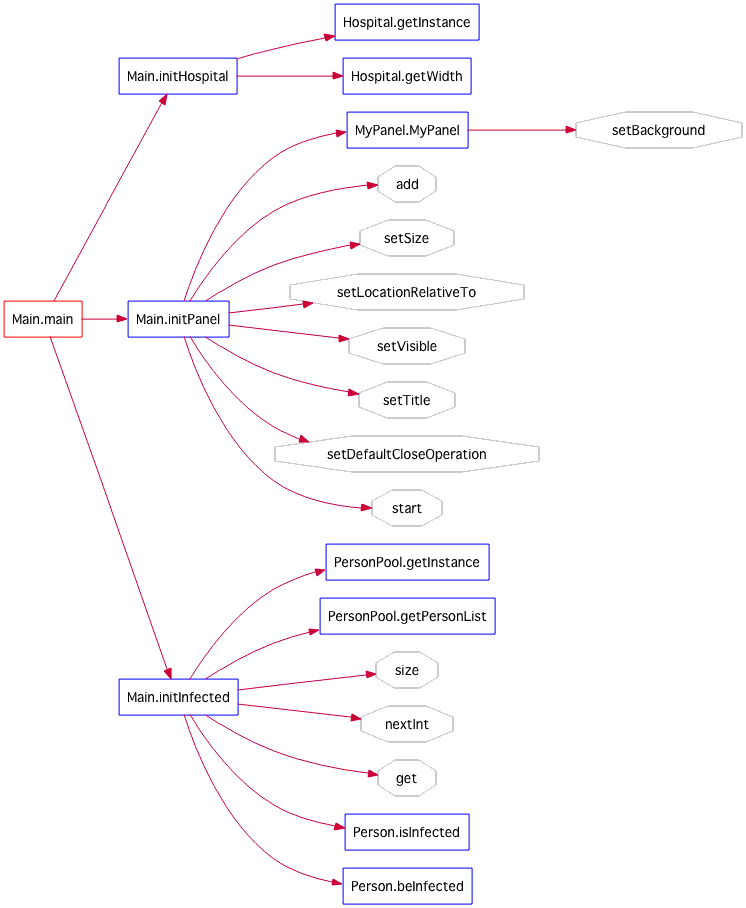 Hospital.getInstance
Main.initHospital
Hospital.getWidth
MyPanel.MyPanel
setBackground
add
setSize
setLocationRelativeTo
Main.main
Main.initPanel
setVisible
setTitle
setDefaultCloseOperation
start
PersonPool.getInstance
PersonPool.getPersonList
size
Main.initInfected
nextInt
get
Person.isInfected
Person.beInfected